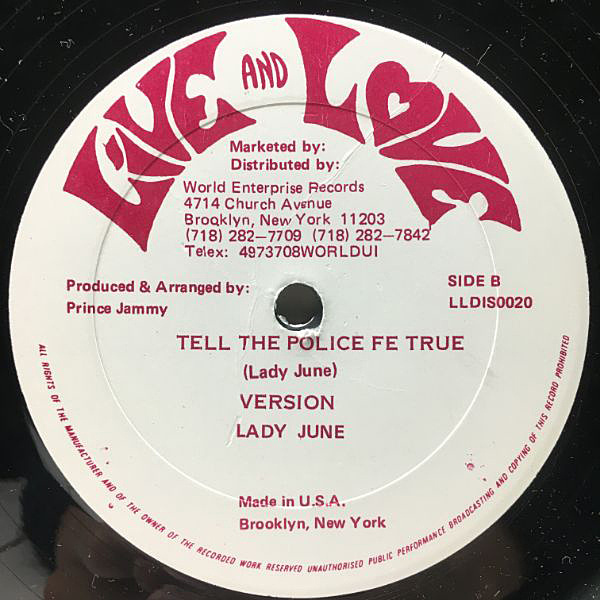 LIVE AND LOVE
Marketed by:
Distributed by:
World Enterprise Records
4714 Church Avenue
Brooklyn, New York 11203
(718) 282-7709 (718) 282-7842
Telex: 4973708WORLDUI
Produced & Arranged by:
Prince Jammy
SIDE B
LLDIS0020
TELL THE POLICE FE TRUE
(Lady June)
VERSION
LADY JUNE
Made in U.S.A.
Brooklyn, New York
ALL RIGHTS OF THE MANUFACTURER AND OF THE OWNER OF THE RECORDED WORK RESERVED UNAUTHORISED PUBLIC PERFORMANCE BROADCASTING AND COPYING OF THIS RECORD PROHIBITED